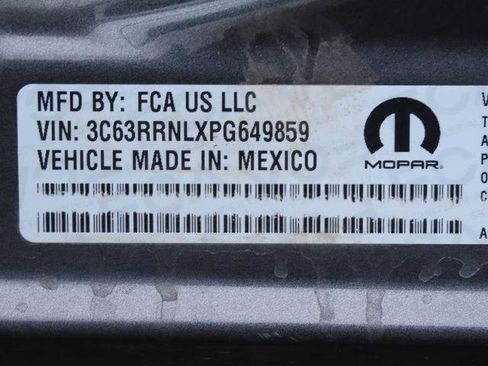 MFD BY: FCA US LLC
VIN: 3C63RRNLXPG649859
VEHICLE MADE IN: MEXICO
MOPAR